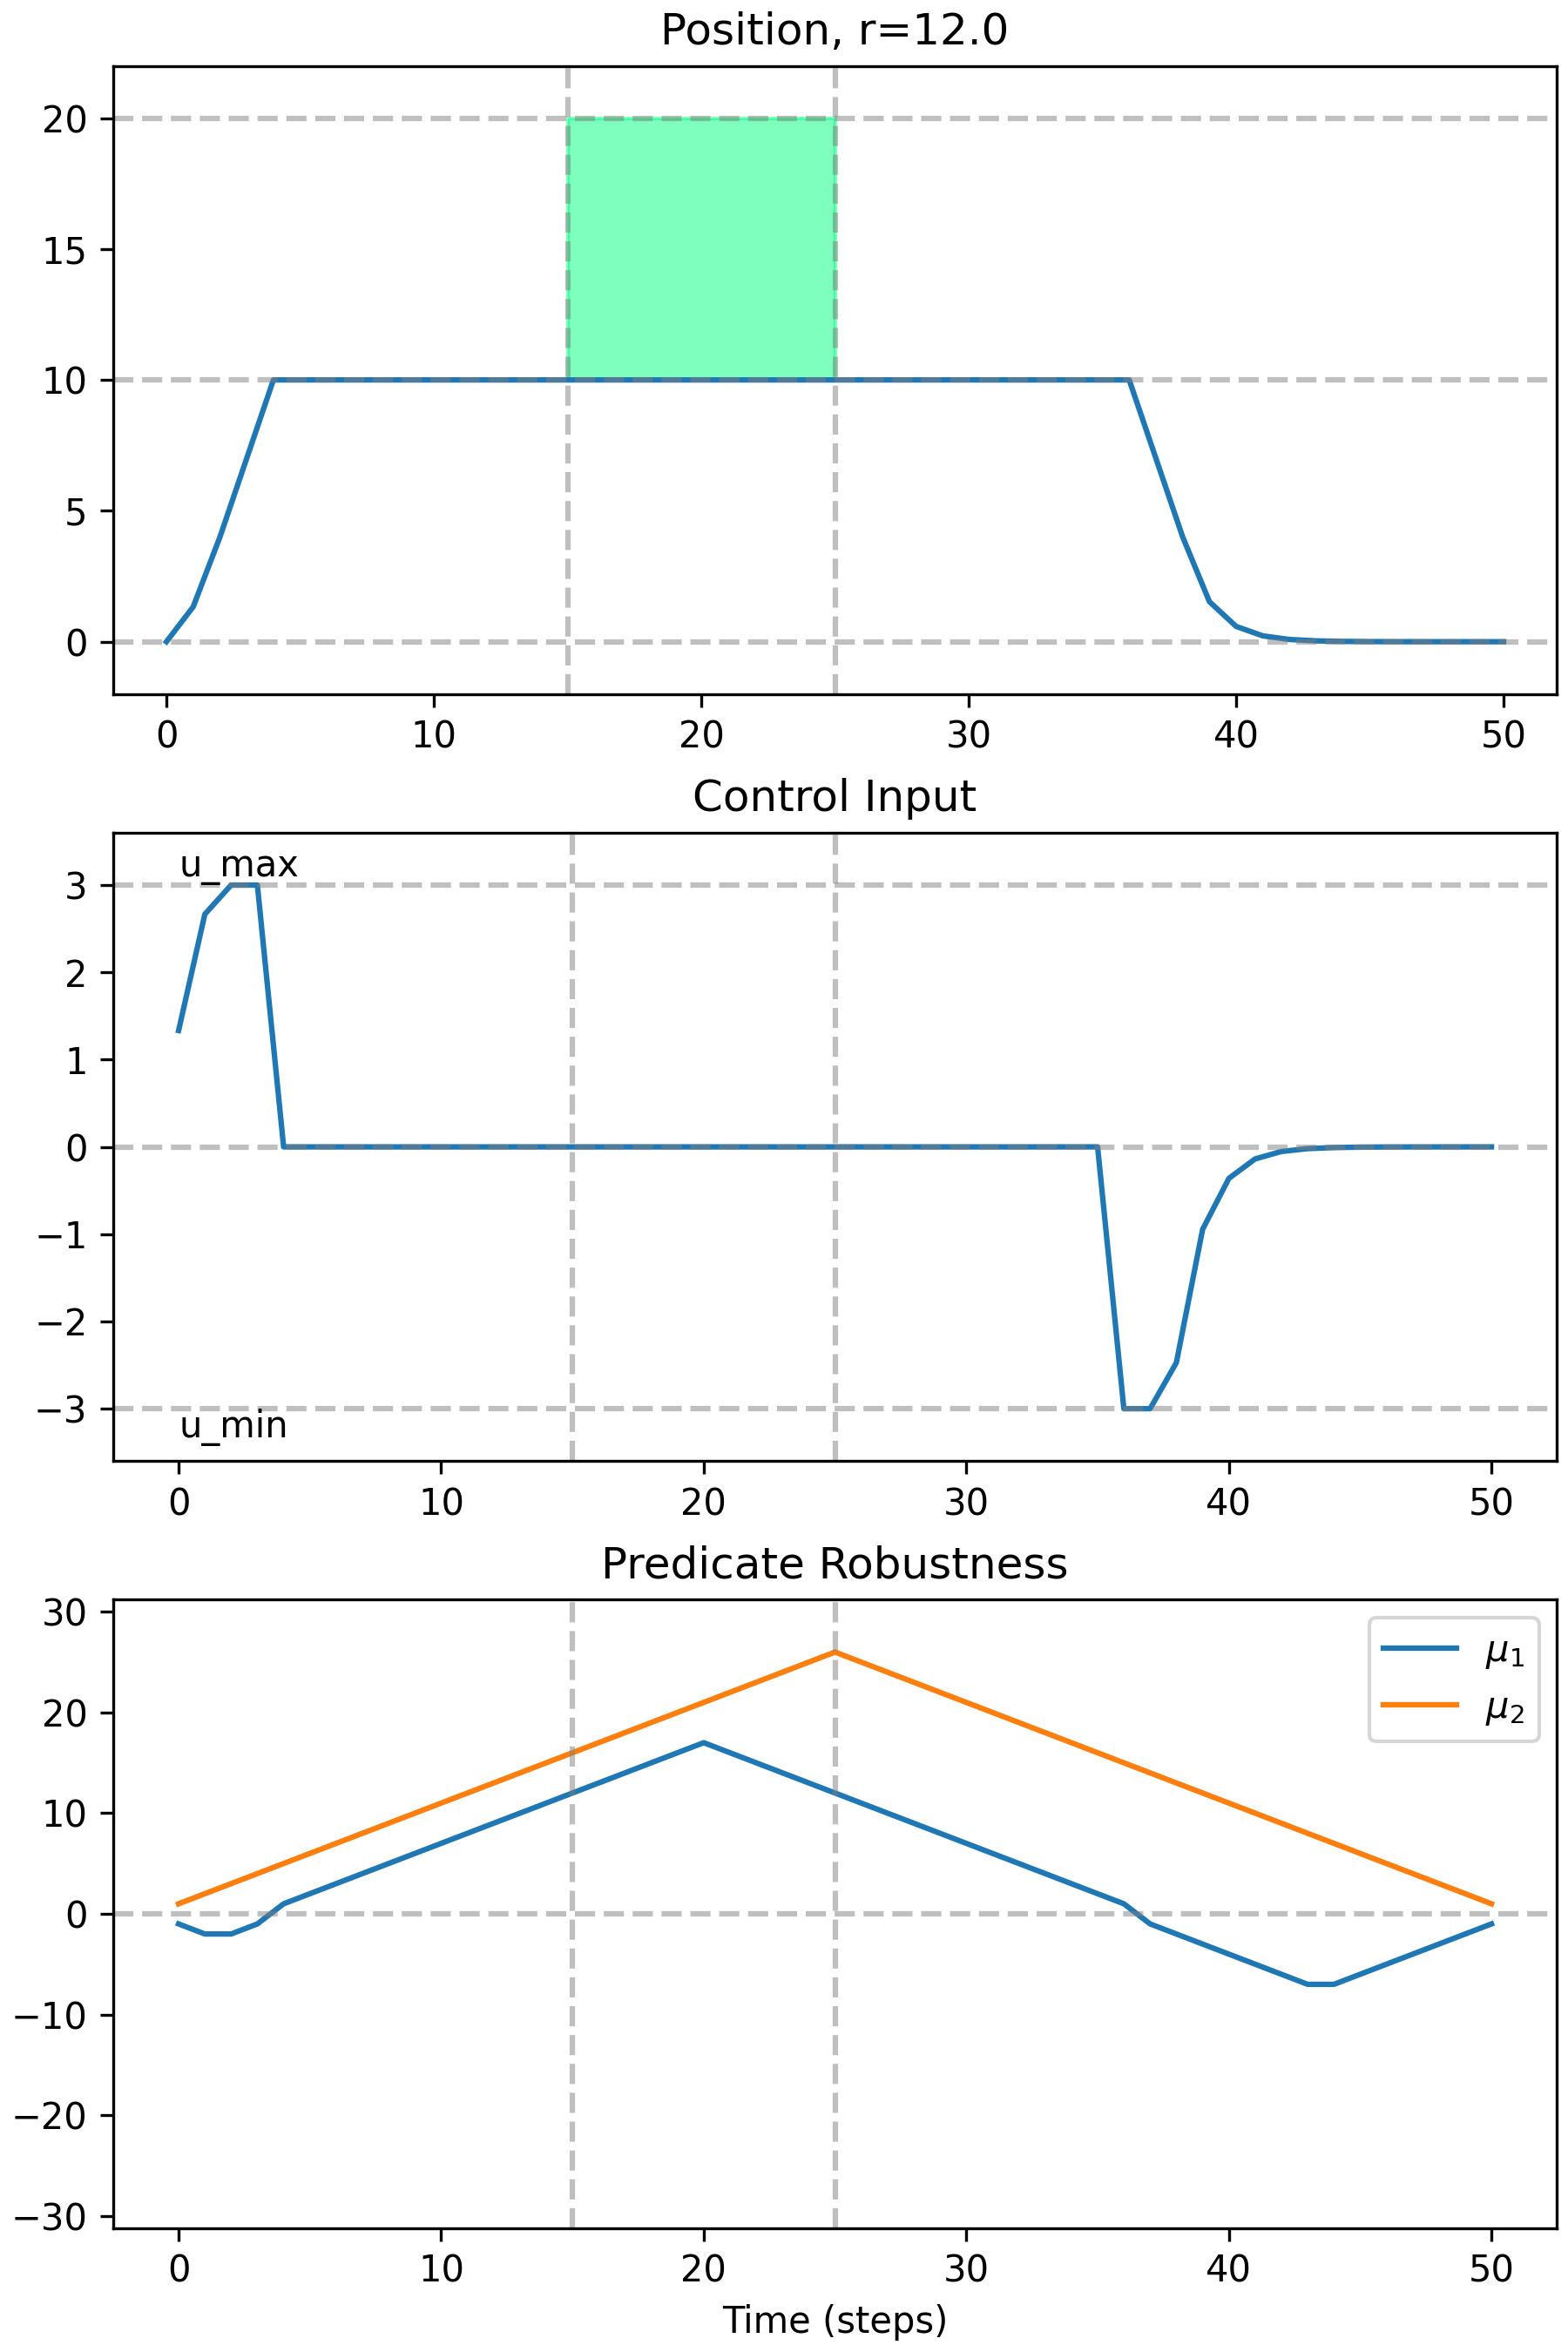 Position, r=12.0
20
15
10
5
0
0 10 20 30 40 50
Control Input
u_max
3
2
1
0
−1
−2
−3
u_min
0 10 20 30 40 50
Predicate Robustness
30
μ1
20
μ2
10
0
−10
−20
−30
0 10 20 30 40 50
Time (steps)